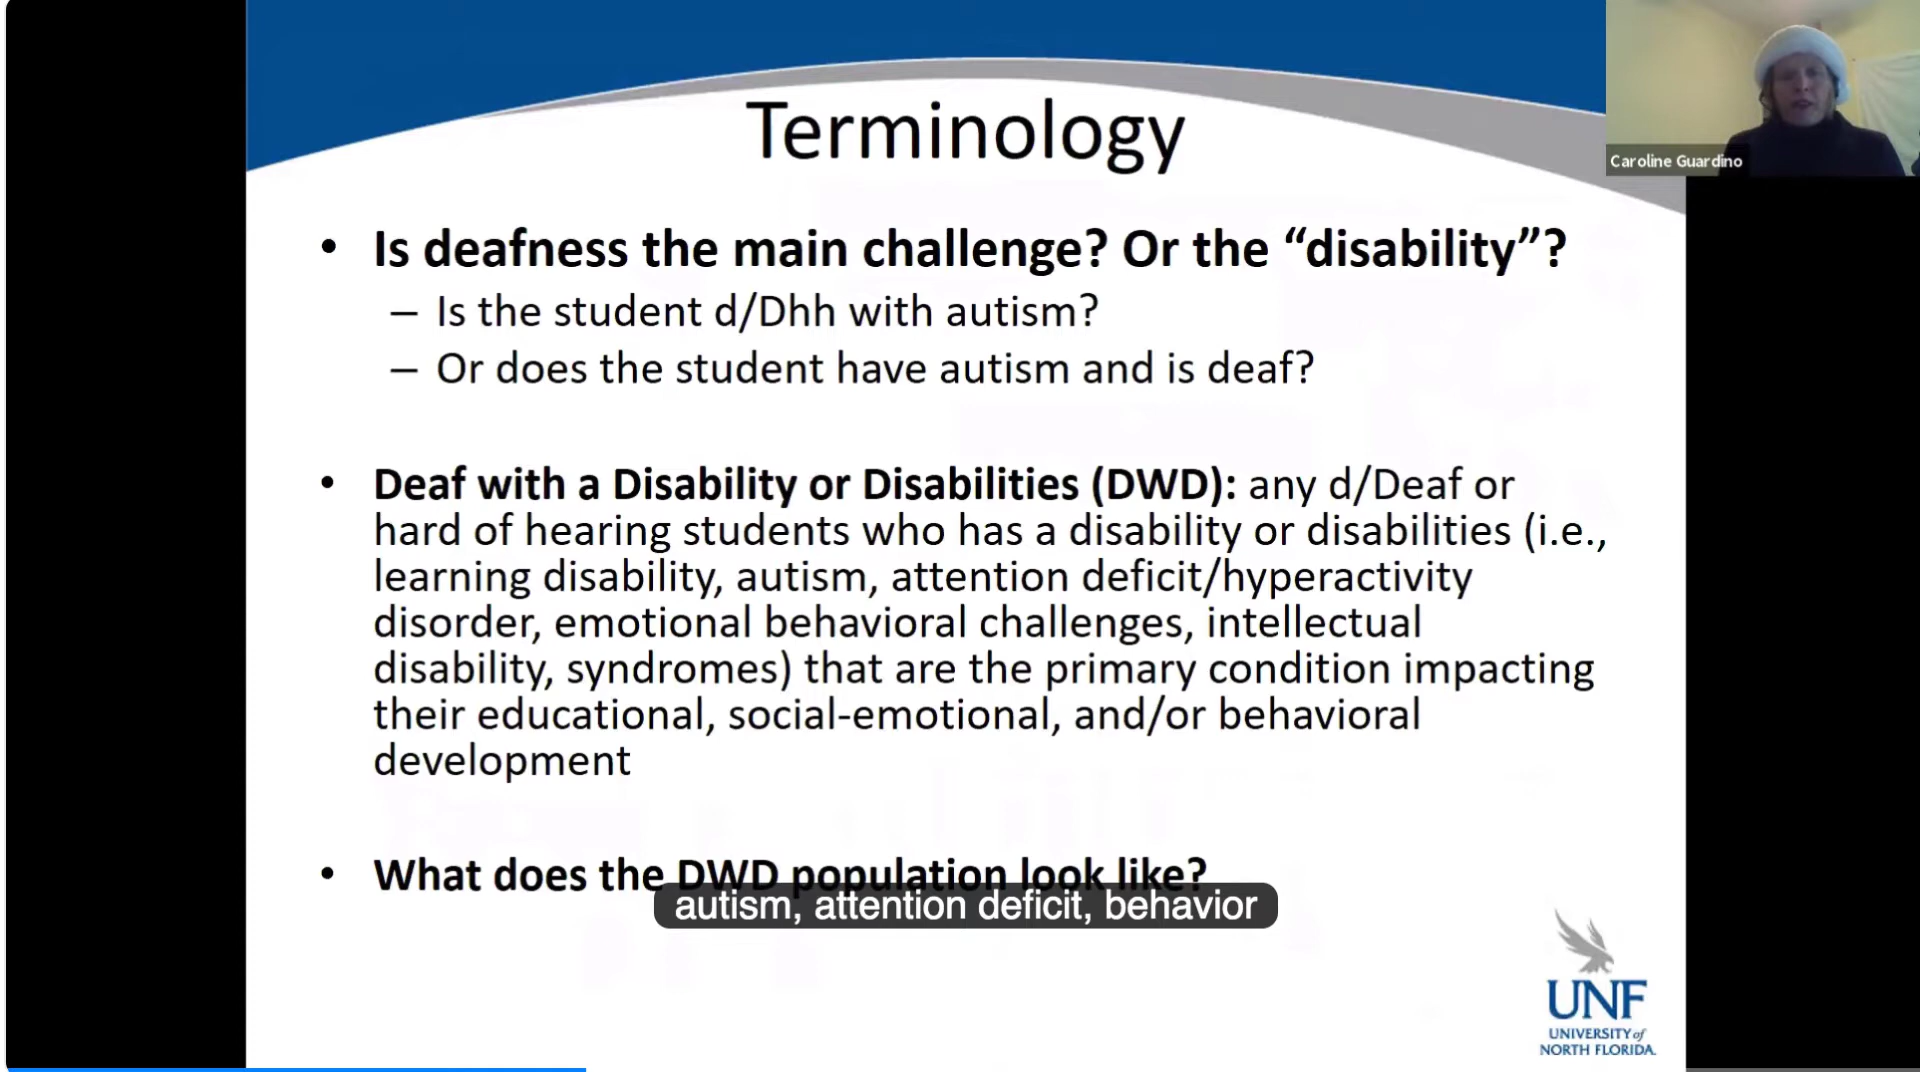 Terminology
Caroline Guardino
• Is deafness the main challenge? Or the “disability”?
– Is the student d/Dhh with autism?
– Or does the student have autism and is deaf?
• Deaf with a Disability or Disabilities (DWD): any d/Deaf or
hard of hearing students who has a disability or disabilities (i.e.,
learning disability, autism, attention deficit/hyperactivity
disorder, emotional behavioral challenges, intellectual
disability, syndromes) that are the primary condition impacting
their educational, social-emotional, and/or behavioral
development
• What does the DWD population look like?
autism, attention deficit, behavior
UNF
UNIVERSITY of
NORTH FLORIDA.